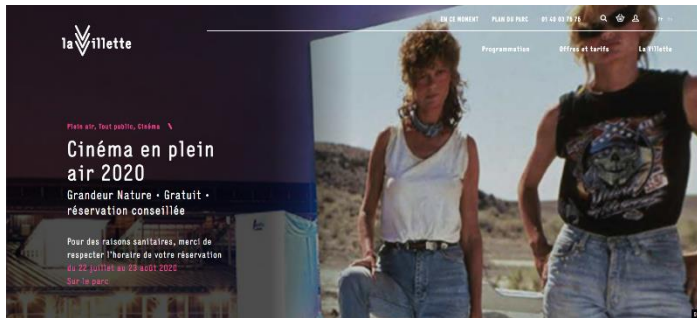 EN CE MOMENT PLAN DU PARC 01 40 03 75 75
la Villette
Programmation Offres et tarifs La Villette
Plein air, Tout public, Cinéma
Cinéma en plein
air 2020
Grandeur Nature • Gratuit •
réservation conseillée
Pour des raisons sanitaires, merci de
respecter l'horaire de votre réservation
du 22 juillet au 23 août 2020
Sur le parc